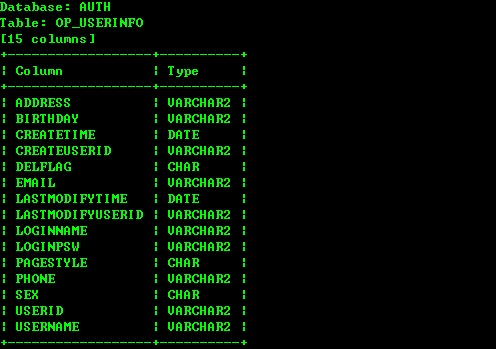 Database: AUTH
Table: OP_USERINFO
[15 columns]
+------------------+----------+
¦ Column           ¦ Type     ¦
+------------------+----------+
¦ ADDRESS          ¦ VARCHAR2 ¦
¦ BIRTHDAY         ¦ VARCHAR2 ¦
¦ CREATETIME       ¦ DATE     ¦
¦ CREATEUSERID     ¦ VARCHAR2 ¦
¦ DELFLAG          ¦ CHAR     ¦
¦ EMAIL            ¦ VARCHAR2 ¦
¦ LASTMODIFYTIME   ¦ DATE     ¦
¦ LASTMODIFYUSERID ¦ VARCHAR2 ¦
¦ LOGINNAME        ¦ VARCHAR2 ¦
¦ LOGINPSW         ¦ VARCHAR2 ¦
¦ PAGESTYLE        ¦ CHAR     ¦
¦ PHONE            ¦ VARCHAR2 ¦
¦ SEX              ¦ CHAR     ¦
¦ USERID           ¦ VARCHAR2 ¦
¦ USERNAME         ¦ VARCHAR2 ¦
+------------------+----------+